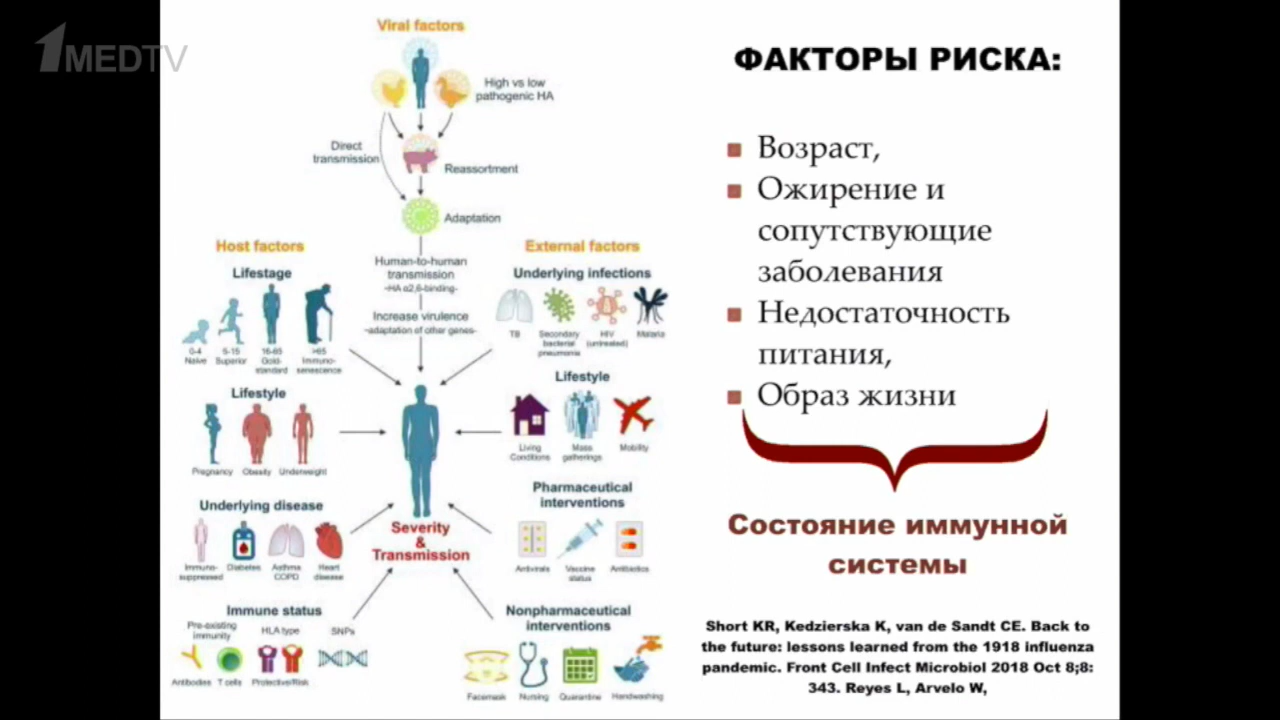 1MEDTV
Viral factors
High vs low
pathogenic HA
Direct
transmission
Reassortment
Adaptation
Human-to-human
transmission
-HA α2,6-binding-
Increase virulence
-adaptation of other genes-
Host factors
Lifestage
0-4
Naive
5-15
Superior
16-65
Gold-
standard
>65
Immuno-
senescence
Lifestyle
Pregnancy
Obesity
Underweight
Underlying disease
Immuno-
suppressed
Diabetes
Asthma
COPD
Heart
disease
Immune status
Pre-existing
immunity
HLA type
SNPs
Antibodies
T cells
Protective/Risk
External factors
Underlying infections
TB
Secondary
bacterial
pneumonia
HIV
(untreated)
Malaria
Lifestyle
Living
Conditions
Mass
gatherings
Mobility
Pharmaceutical
interventions
Antivirals
Vaccine
status
Antibiotics
Nonpharmaceutical
interventions
Facemask
Nursing
Quarantine
Handwashing
Severity
&
Transmission
ФАКТОРЫ РИСКА:
Возраст,
Ожирение и
сопутствующие
заболевания
Недостаточность
питания,
Образ жизни
Состояние иммунной
системы
Short KR, Kedzierska K, van de Sandt CE. Back to
the future: lessons learned from the 1918 influenza
pandemic. Front Cell Infect Microbiol 2018 Oct 8;8:
343. Reyes L, Arvelo W,